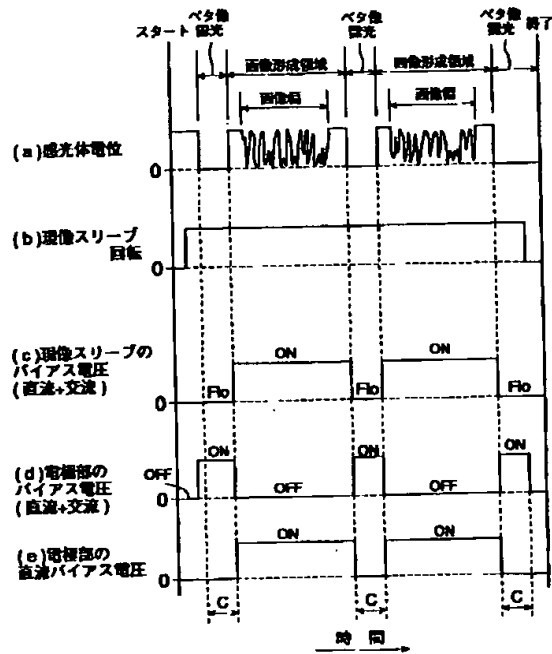 スタート
ベタ像
露光
ベタ像
露光
ベタ像
露光
終了
画像形成領域
画像形成領域
画像幅
画像幅
(a)感光体電位
0
(b)現像スリーブ
回転
0
(c)現像スリーブの
バイアス電圧
(直流+交流)
ON
ON
Flo
Flo
Flo
0
(d)電極部の
バイアス電圧
(直流+交流)
OFF
ON
ON
ON
OFF
OFF
0
(e)電極部の
直流バイアス電圧
ON
ON
0
C
C
C
時 間